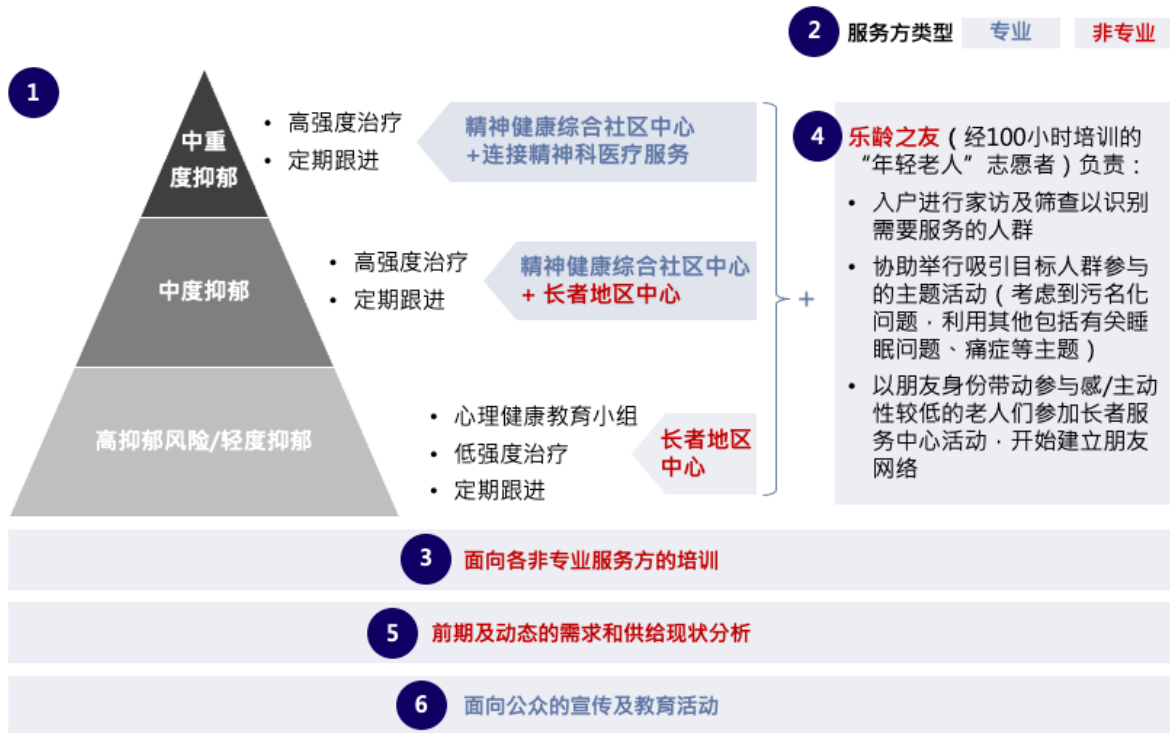 2 服务方类型 专业 非专业
1
中重
度抑郁
• 高强度治疗
• 定期跟进
精神健康综合社区中心
+连接精神科医疗服务
中度抑郁
• 高强度治疗
• 定期跟进
精神健康综合社区中心
+ 长者地区中心
高抑郁风险/轻度抑郁
• 心理健康教育小组
• 低强度治疗
• 定期跟进
长者地区
中心
+
4 乐龄之友（经100小时培训的
“年轻老人”志愿者）负责：
• 入户进行家访及筛查以识别
需要服务的人群
• 协助举行吸引目标人群参与
的主题活动（考虑到污名化
问题，利用其他包括有关睡
眠问题、痛症等主题）
• 以朋友身份带动参与感/主动
性较低的老人们参加长者服
务中心活动，开始建立朋友
网络
3 面向各非专业服务方的培训
5 前期及动态的需求和供给现状分析
6 面向公众的宣传及教育活动